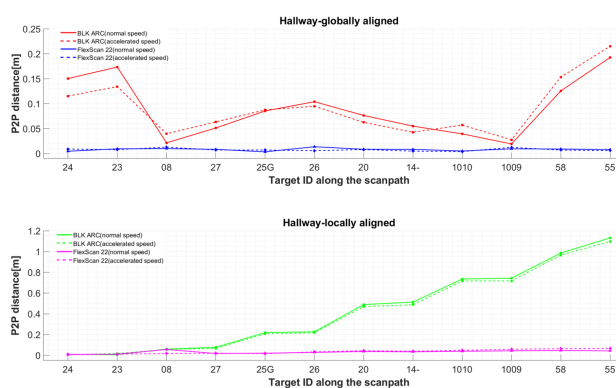 Hallway-globally aligned
0.25
0.2
0.15
0.1
0.05
0
P2P distance[m]
BLK ARC(normal speed)
BLK ARC(accelerated speed)
FlexScan 22(normal speed)
FlexScan 22(accelerated speed)
24 23 08 27 25G 26 20 14- 1010 1009 58 55
Target ID along the scanpath
Hallway-locally aligned
1.2
1
0.8
0.6
0.4
0.2
0
P2P distance[m]
BLK ARC(normal speed)
BLK ARC(accelerated speed)
FlexScan 22(normal speed)
FlexScan 22(accelerated speed)
24 23 08 27 25G 26 20 14- 1010 1009 58 55
Target ID along the scanpath